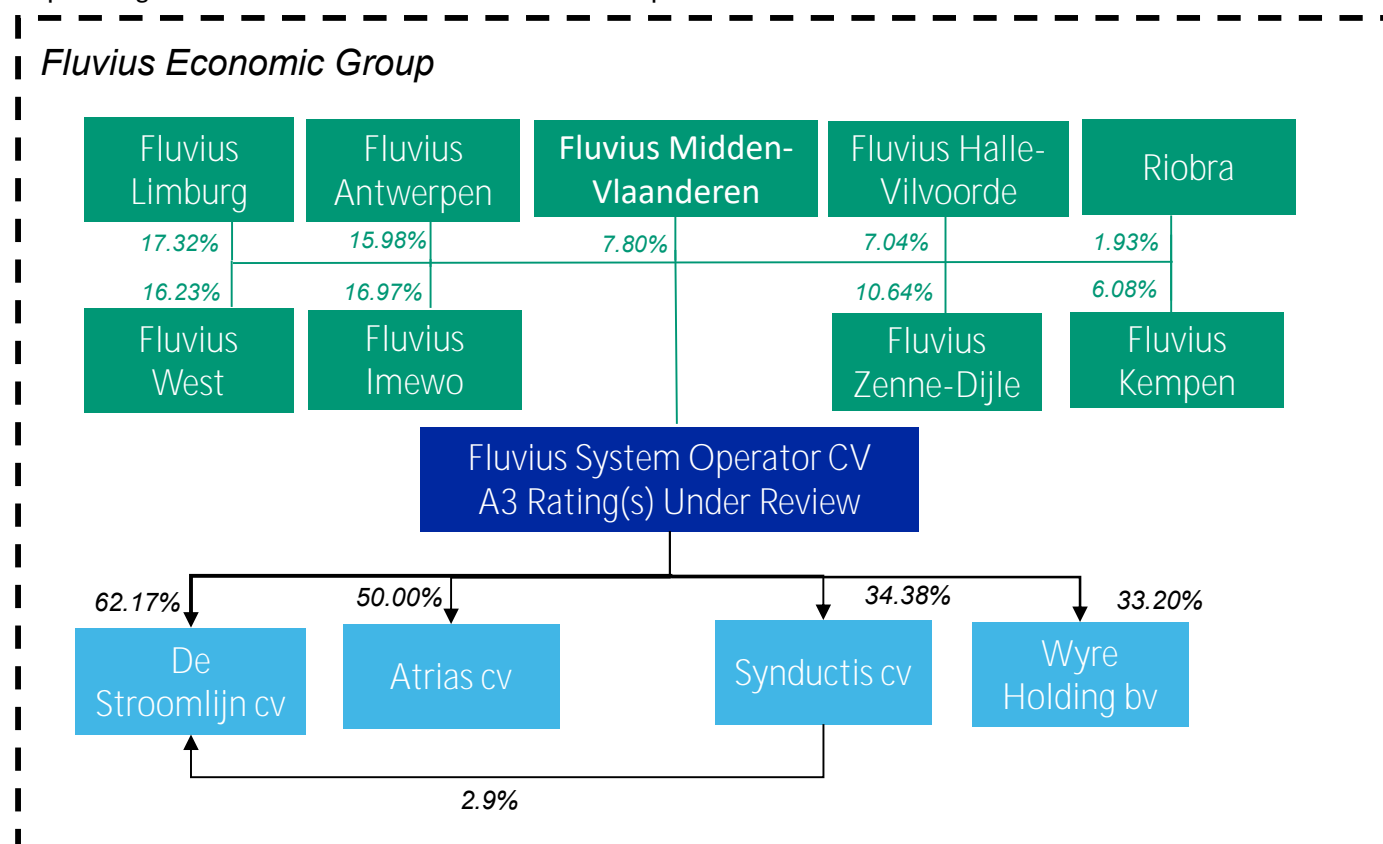 Fluvius Economic Group
Fluvius
Limburg
Fluvius
Antwerpen
Fluvius Midden-
Vlaanderen
Fluvius Halle-
Vilvoorde
Riobra
17.32%
15.98%
7.80%
7.04%
1.93%
16.23%
16.97%
10.64%
6.08%
Fluvius
West
Fluvius
Imewo
Fluvius
Zenne-Dijle
Fluvius
Kempen
Fluvius System Operator CV
A3 Rating(s) Under Review
62.17%
50.00%
34.38%
33.20%
De
Stroomlijn cv
Atrias cv
Synductis cv
Wyre
Holding bv
2.9%